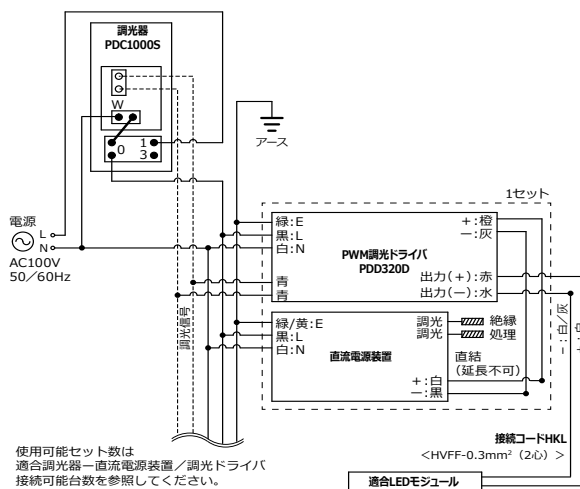 調光器
PDC1000S
W
0
1
3
アース
電源
L
N
AC100V
50/60Hz
調光信号
1セット
緑:E
黒:L
白:N
青
青
PWM調光ドライバ
PDD320D
+:橙
−:灰
出力(+):赤
出力(−):水
緑/黄:E
黒:L
白:N
直流電源装置
調光
調光
絶縁
処理
直結
(延長不可)
+:白
−:黒
−:白/灰
+:白
接続コードHKL
<HVFF-0.3mm²(2心)>
適合LEDモジュール
使用可能セット数は
適合調光器ー直流電源装置/調光ドライバ
接続可能台数を参照してください。